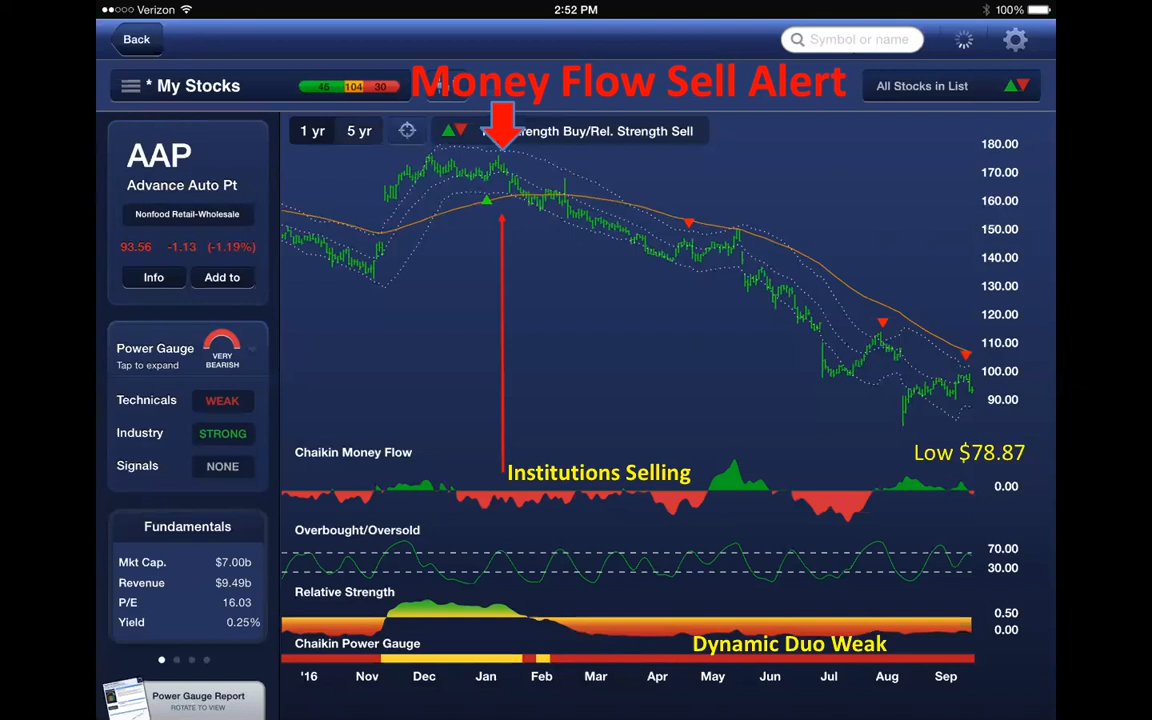 Verizon
2:52 PM
100%
Back
Symbol or name
* My Stocks
45 104 30
Money Flow Sell Alert
All Stocks in List
1 yr
5 yr
Strength Buy/Rel. Strength Sell
AAP
Advance Auto Pt
Nonfood Retail-Wholesale
93.56 -1.13 (-1.19%)
Info
Add to
Power Gauge
Tap to expand
VERY
BEARISH
Technicals
WEAK
Industry
STRONG
Signals
NONE
Fundamentals
Mkt Cap. $7.00b
Revenue $9.49b
P/E 16.03
Yield 0.25%
Power Gauge Report
ROTATE TO VIEW
180.00
170.00
160.00
150.00
140.00
130.00
120.00
110.00
100.00
90.00
Low $78.87
Chaikin Money Flow
Institutions Selling
0.00
Overbought/Oversold
70.00
30.00
Relative Strength
0.50
0.00
Chaikin Power Gauge
Dynamic Duo Weak
'16 Nov Dec Jan Feb Mar Apr May Jun Jul Aug Sep